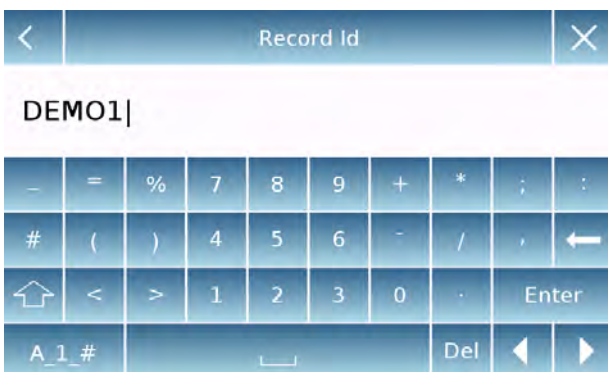 < Record Id ×
DEMO1|
_ = % 7 8 9 + * ; :
# ( ) 4 5 6 - / , ←
⇧ < > 1 2 3 0 . Enter
A_1_# ␣ Del ◀ ▶